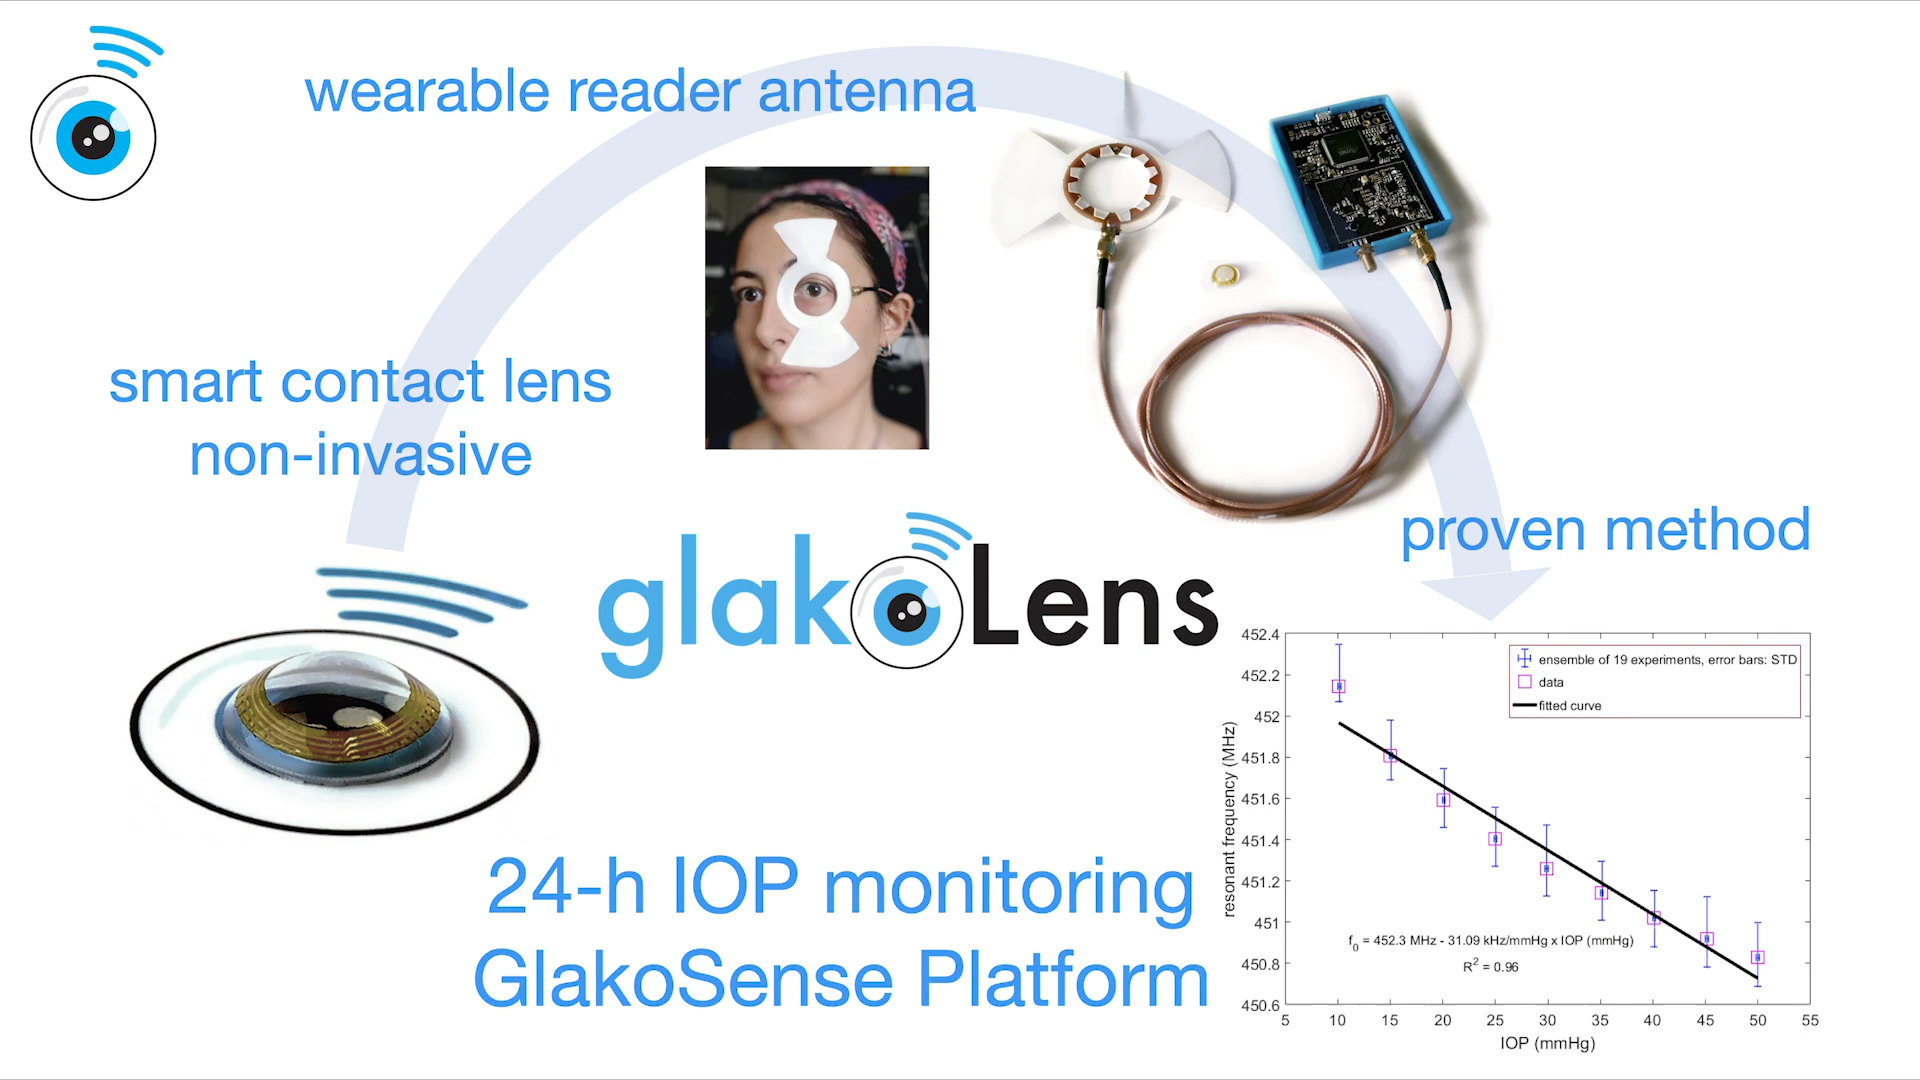 wearable reader antenna
smart contact lens
non-invasive
proven method
glakoLens
24-h IOP monitoring
GlakoSense Platform
452.4
452.2
452
451.8
451.6
451.4
451.2
451
450.8
450.6
resonant frequency (MHz)
ensemble of 19 experiments, error bars: STD
data
fitted curve
f0 = 452.3 MHz - 31.09 kHz/mmHg x IOP (mmHg)
R2 = 0.96
5 10 15 20 25 30 35 40 45 50 55
IOP (mmHg)